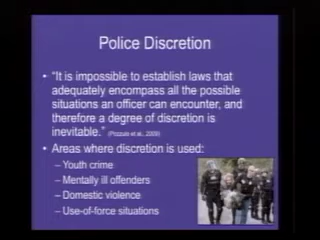 Police Discretion
• “It is impossible to establish laws that
adequately encompass all the possible
situations an officer can encounter, and
therefore a degree of discretion is
inevitable.” (Pozzulo et al., 2009)
• Areas where discretion is used:
– Youth crime
– Mentally ill offenders
– Domestic violence
– Use-of-force situations